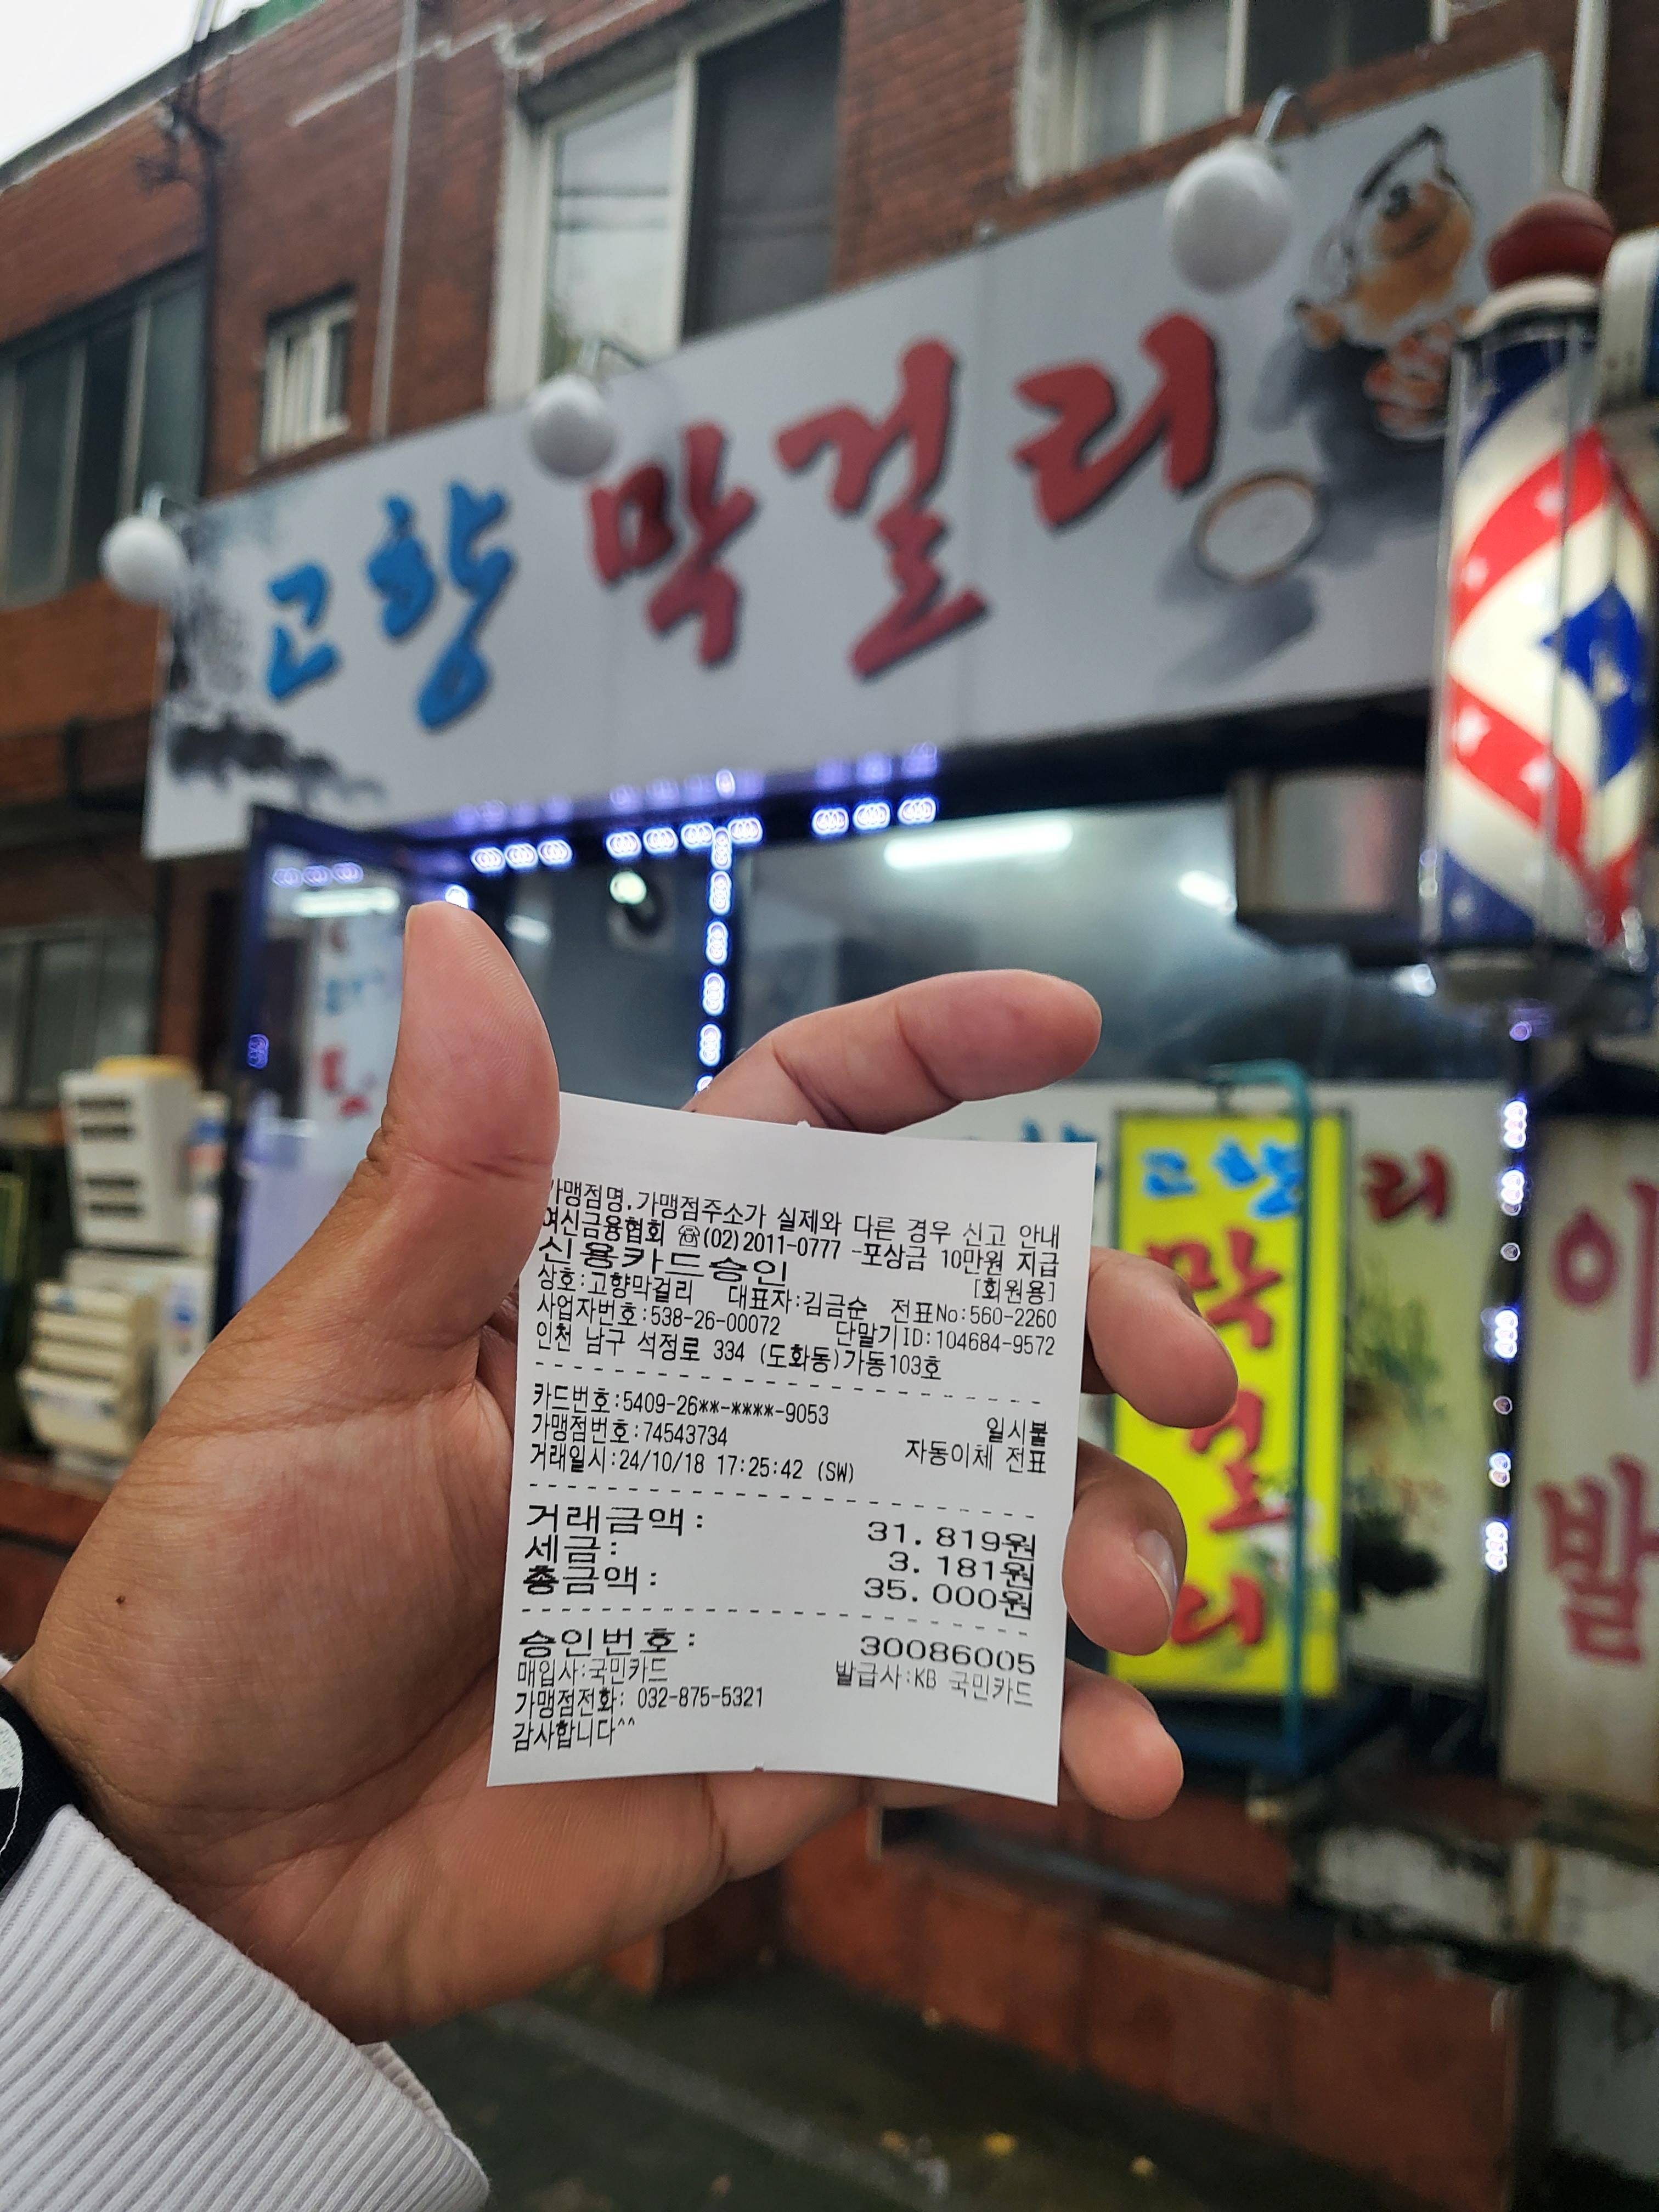 고향 막걸리
고향
막
걸
리
리
이
발
가맹점명.가맹점주소가 실제와 다른 경우 신고 안내
여신금융협회 ☏(02)2011-0777 -포상금 10만원 지급
신용카드승인
[회원용]
상호:고향막걸리 대표자:김금순 전표No:560-2260
사업자번호:538-26-00072 단말기ID:104684-9572
인천 남구 석정로 334 (도화동)가동103호
카드번호:5409-26**-****-9053 일시불
가맹점번호:74543734 자동이체 전표
거래일시:24/10/18 17:25:42 (SW)
거래금액: 31.819원
세금: 3.181원
총금액: 35.000원
승인번호: 30086005
매입사:국민카드 발급사:KB 국민카드
가맹점전화: 032-875-5321
감사합니다^^